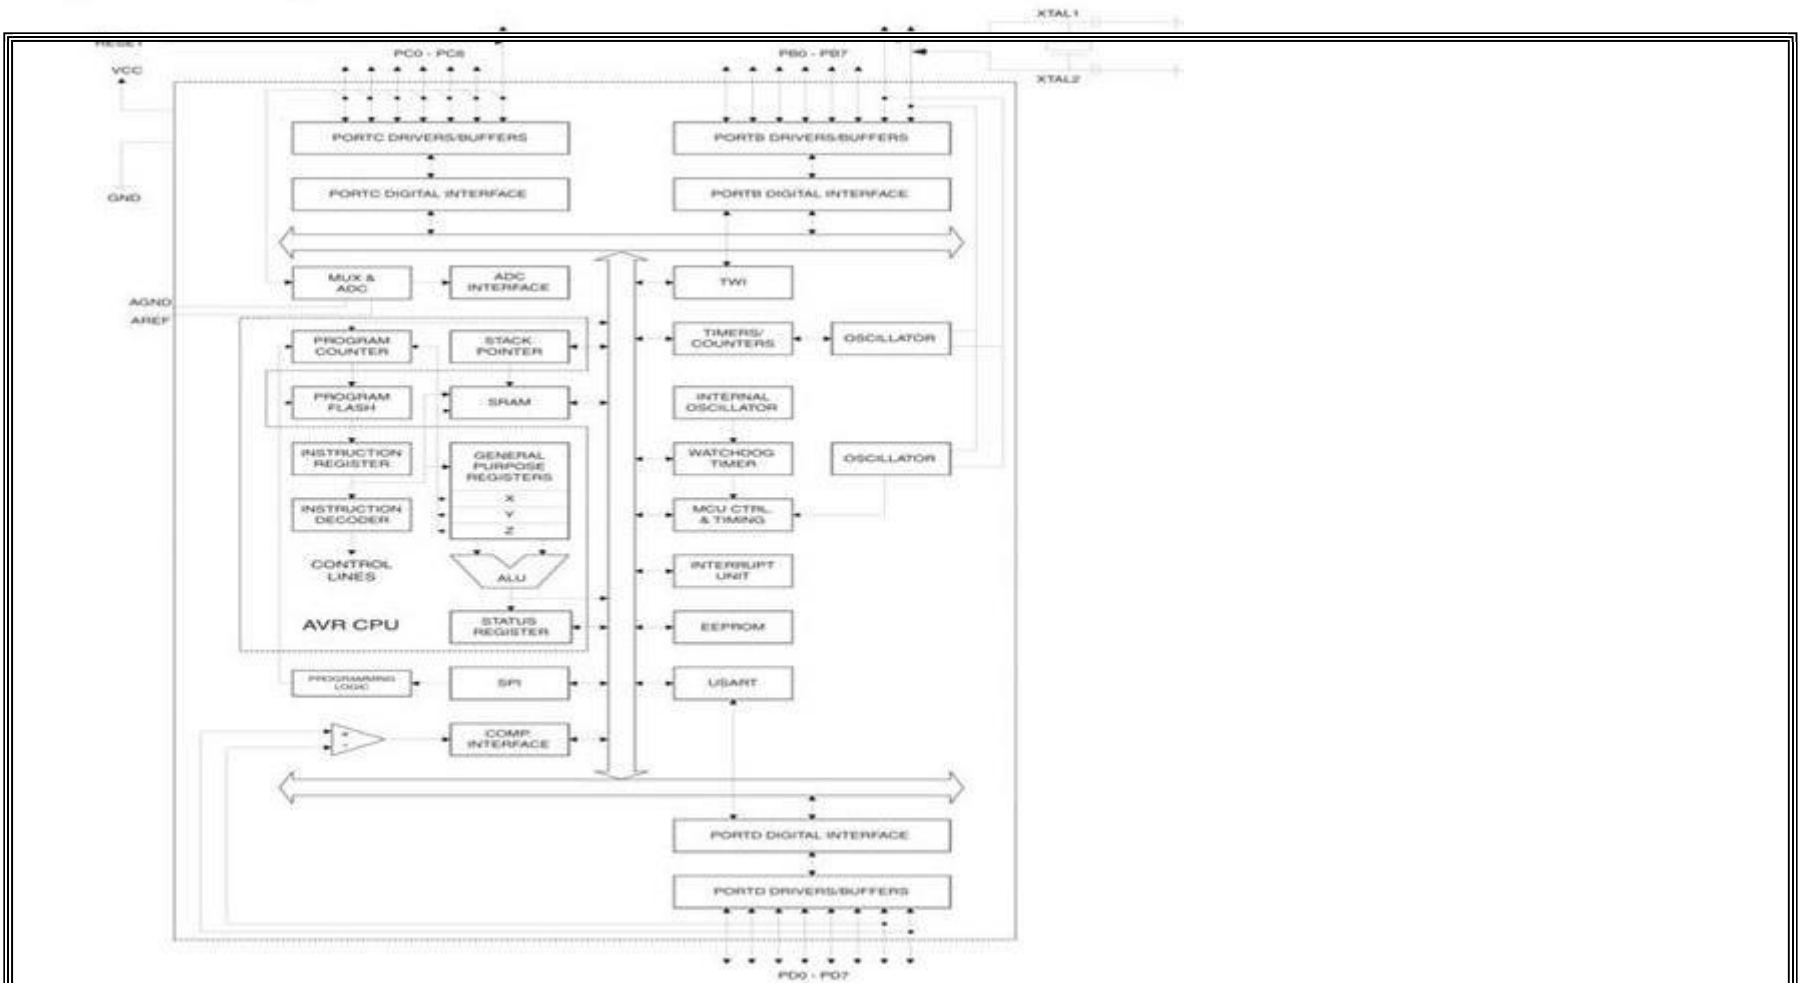 XTAL1
RESET
PC0 - PC6
PB0 - PB7
VCC
XTAL2
PORTC DRIVERS/BUFFERS
PORTB DRIVERS/BUFFERS
GND
PORTC DIGITAL INTERFACE
PORTB DIGITAL INTERFACE
MUX &
ADC
ADC
INTERFACE
TWI
AGND
AREF
PROGRAM
COUNTER
STACK
POINTER
TIMERS/
COUNTERS
OSCILLATOR
PROGRAM
FLASH
SRAM
INTERNAL
OSCILLATOR
INSTRUCTION
REGISTER
GENERAL
PURPOSE
REGISTERS
X
Y
Z
WATCHDOG
TIMER
OSCILLATOR
INSTRUCTION
DECODER
MCU CTRL.
& TIMING
CONTROL
LINES
ALU
INTERRUPT
UNIT
AVR CPU
STATUS
REGISTER
EEPROM
PROGRAMMING
LOGIC
SPI
USART
+
-
COMP.
INTERFACE
PORTD DIGITAL INTERFACE
PORTD DRIVERS/BUFFERS
PD0 - PD7